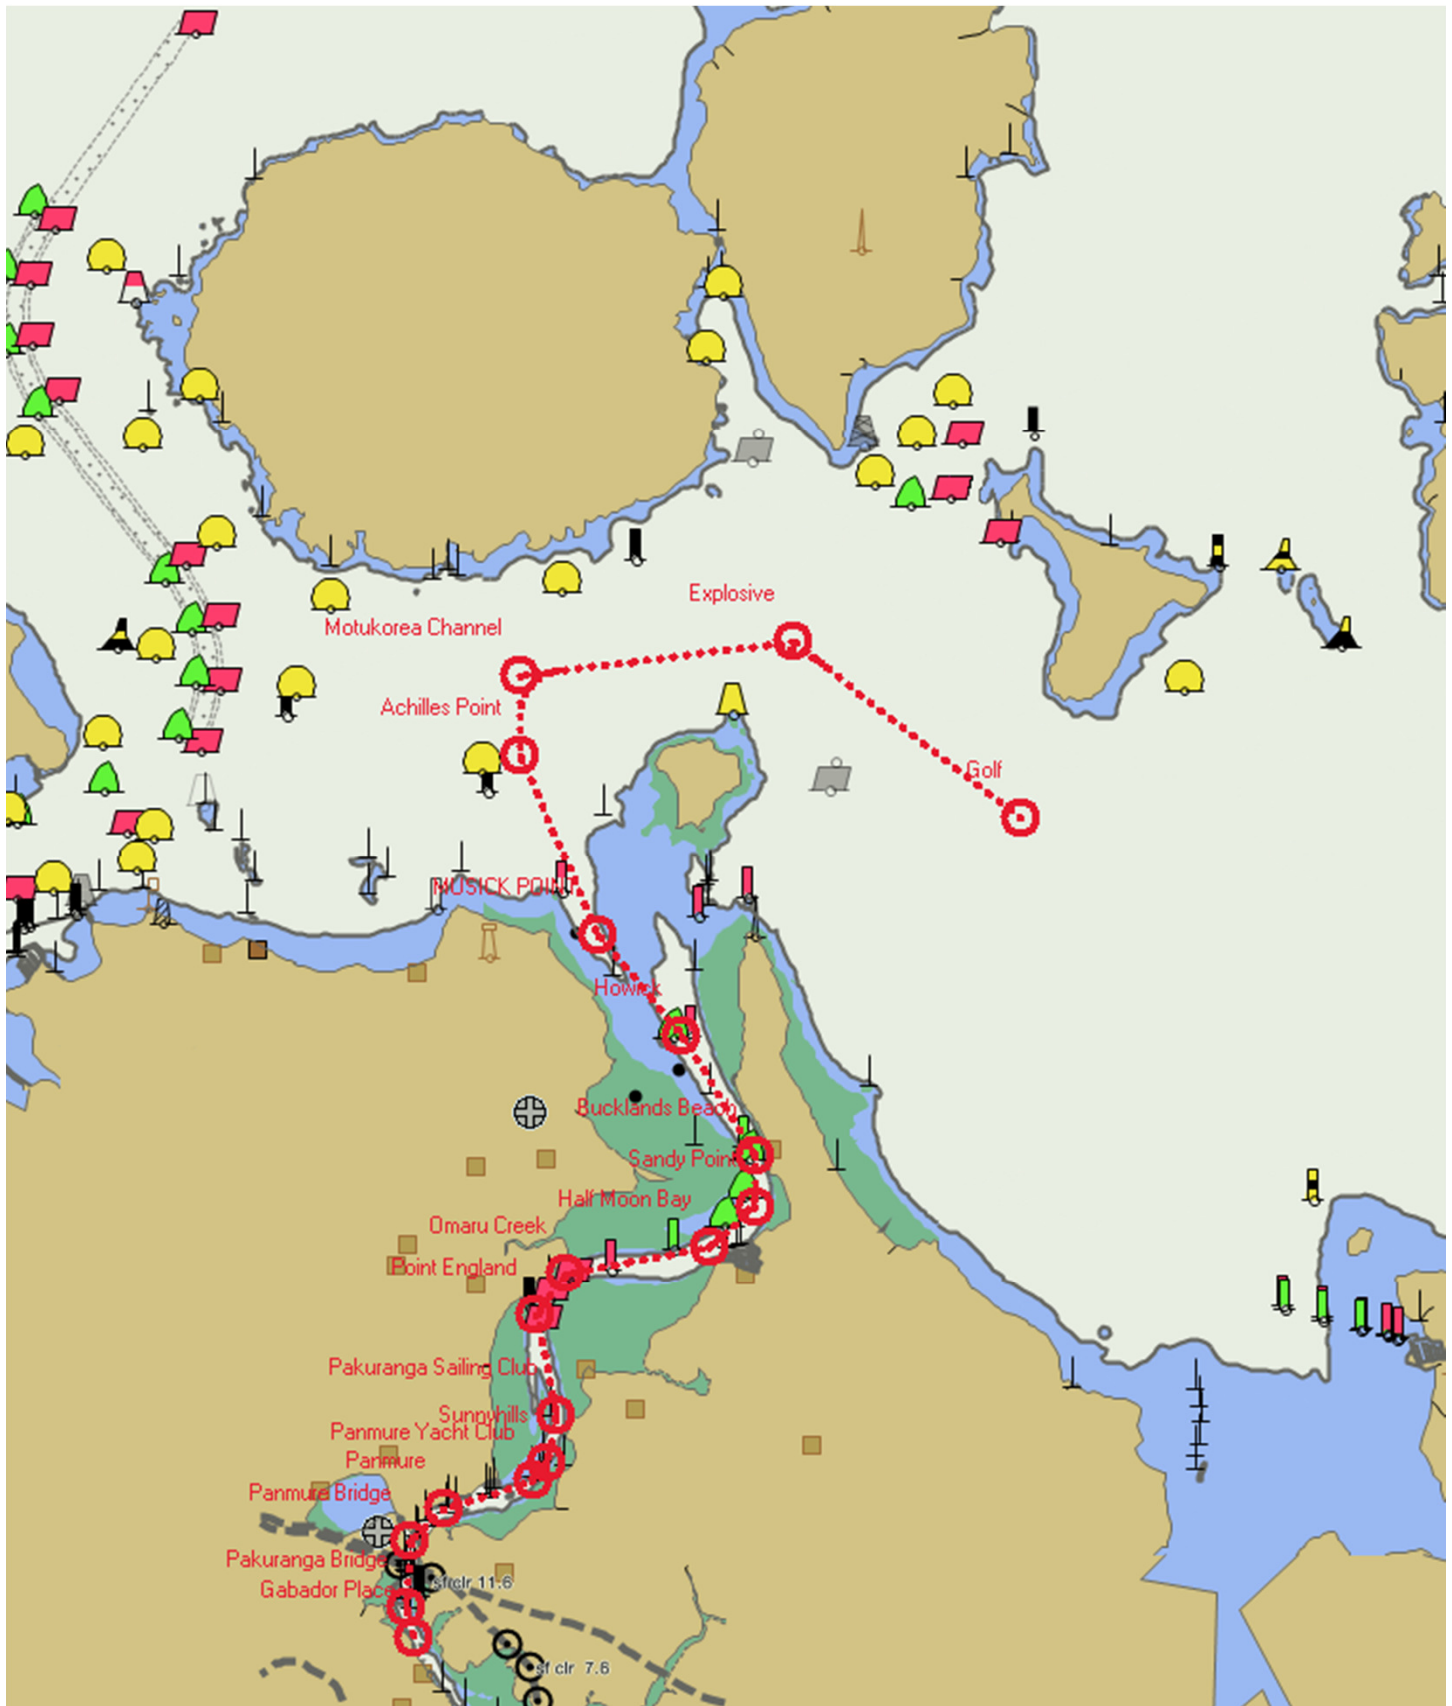 Explosive
Motukorea Channel
Achilles Point
Golf
MUSICK POINT
Howick
Bucklands Beach
Sandy Point
Half Moon Bay
Omaru Creek
Point England
Pakuranga Sailing Club
Sunnyhills
Panmure Yacht Club
Panmure
Panmure Bridge
Pakuranga Bridge
sf clr 11.6
Gabador Place
sf clr 7.6